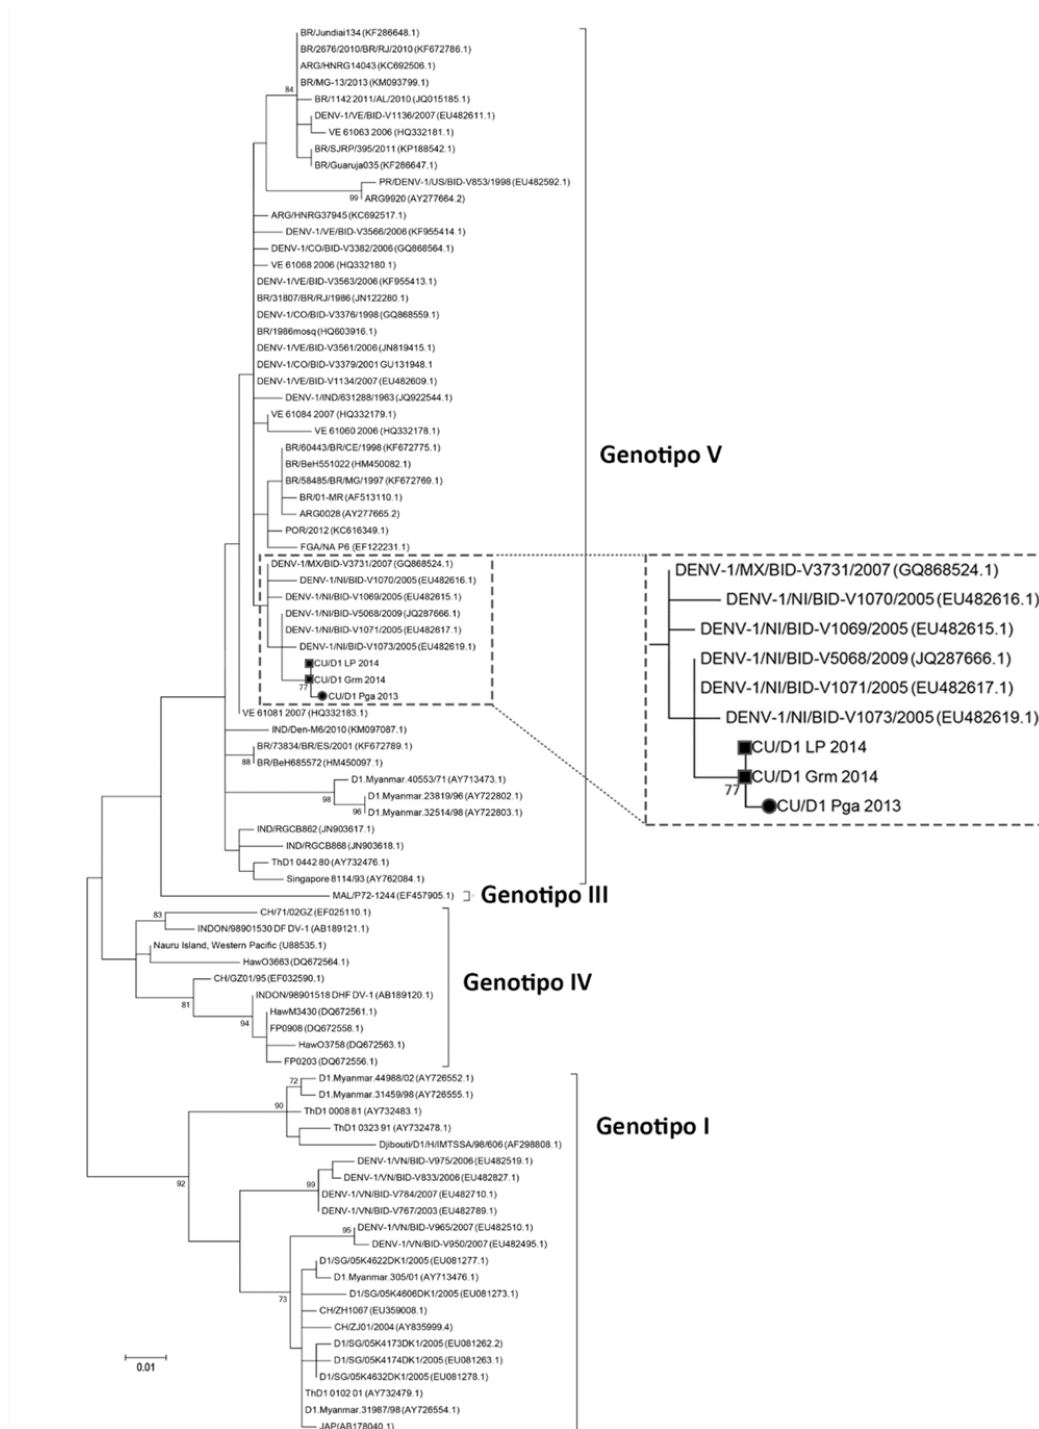 BR/Jundiai134 (KF286648.1)
BR/2676/2010/BR/RJ/2010 (KF672786.1)
ARG/HNRG14043 (KC692506.1)
BR/MG-13/2013 (KM093799.1)
84
BR/1142 2011/AL/2010 (JQ015185.1)
DENV-1/VE/BID-V1136/2007 (EU482611.1)
VE 61063 2006 (HQ332181.1)
BR/SJRP/395/2011 (KP188542.1)
BR/Guaruja035 (KF286647.1)
PR/DENV-1/US/BID-V853/1998 (EU482592.1)
99
ARG9920 (AY277664.2)
ARG/HNRG37945 (KC692517.1)
DENV-1/VE/BID-V3566/2006 (KF955414.1)
DENV-1/CO/BID-V3382/2006 (GQ868564.1)
VE 61068 2006 (HQ332180.1)
DENV-1/VE/BID-V3563/2006 (KF955413.1)
BR/31807/BR/RJ/1986 (JN122280.1)
DENV-1/CO/BID-V3376/1998 (GQ868559.1)
BR/1986mosq (HQ603916.1)
DENV-1/VE/BID-V3561/2006 (JN819415.1)
DENV-1/CO/BID-V3379/2001 GU131948.1
DENV-1/VE/BID-V1134/2007 (EU482609.1)
DENV-1/IND/631288/1963 (JQ922544.1)
VE 61084 2007 (HQ332179.1)
VE 61060 2006 (HQ332178.1)
BR/60443/BR/CE/1998 (KF672775.1)
Genotipo V
BR/BeH551022 (HM450082.1)
BR/58485/BR/MG/1997 (KF672769.1)
BR/01-MR (AF513110.1)
ARG0028 (AY277665.2)
POR/2012 (KC616349.1)
FGA/NA P6 (EF122231.1)
DENV-1/MX/BID-V3731/2007 (GQ868524.1)
DENV-1/NI/BID-V1070/2005 (EU482616.1)
DENV-1/NI/BID-V1069/2005 (EU482615.1)
DENV-1/NI/BID-V5068/2009 (JQ287666.1)
DENV-1/NI/BID-V1071/2005 (EU482617.1)
DENV-1/NI/BID-V1073/2005 (EU482619.1)
CU/D1 LP 2014
CU/D1 Grm 2014
77
CU/D1 Pga 2013
DENV-1/MX/BID-V3731/2007 (GQ868524.1)
DENV-1/NI/BID-V1070/2005 (EU482616.1)
DENV-1/NI/BID-V1069/2005 (EU482615.1)
DENV-1/NI/BID-V5068/2009 (JQ287666.1)
DENV-1/NI/BID-V1071/2005 (EU482617.1)
DENV-1/NI/BID-V1073/2005 (EU482619.1)
CU/D1 LP 2014
CU/D1 Grm 2014
77
CU/D1 Pga 2013
VE 61081 2007 (HQ332183.1)
IND/Den-M6/2010 (KM097087.1)
BR/73834/BR/ES/2001 (KF672789.1)
88
BR/BeH685572 (HM450097.1)
D1.Myanmar.40553/71 (AY713473.1)
98
D1.Myanmar.23819/96 (AY722802.1)
96
D1.Myanmar.32514/98 (AY722803.1)
IND/RGCB862 (JN903617.1)
IND/RGCB868 (JN903618.1)
ThD1 0442 80 (AY732476.1)
Singapore 8114/93 (AY762084.1)
MAL/P72-1244 (EF457905.1)
Genotipo III
CH/71/02GZ (EF025110.1)
83
INDON/98901530 DF DV-1 (AB189121.1)
Nauru Island, Western Pacific (U88535.1)
HawO3663 (DQ672564.1)
CH/GZ01/95 (EF032590.1)
Genotipo IV
81
INDON/98901518 DHF DV-1 (AB189120.1)
HawM3430 (DQ672561.1)
94
FP0908 (DQ672558.1)
HawO3758 (DQ672563.1)
FP0203 (DQ672556.1)
72
D1.Myanmar.44988/02 (AY726552.1)
D1.Myanmar.31459/98 (AY726555.1)
90
ThD1 0008 81 (AY732483.1)
ThD1 0323 91 (AY732478.1)
Genotipo I
Djibouti/D1/H/IMTSSA/98/606 (AF298808.1)
DENV-1/VN/BID-V975/2006 (EU482519.1)
DENV-1/VN/BID-V833/2006 (EU482827.1)
92
99
DENV-1/VN/BID-V784/2007 (EU482710.1)
DENV-1/VN/BID-V767/2003 (EU482789.1)
95
DENV-1/VN/BID-V965/2007 (EU482510.1)
DENV-1/VN/BID-V950/2007 (EU482495.1)
D1/SG/05K4622DK1/2005 (EU081277.1)
D1.Myanmar.305/01 (AY713476.1)
D1/SG/05K4606DK1/2005 (EU081273.1)
73
CH/ZH1067 (EU359008.1)
CH/ZJ01/2004 (AY835999.4)
D1/SG/05K4173DK1/2005 (EU081262.2)
D1/SG/05K4174DK1/2005 (EU081263.1)
0.01
D1/SG/05K4632DK1/2005 (EU081278.1)
ThD1 0102 01 (AY732479.1)
D1.Myanmar.31987/98 (AY726554.1)
JAP(AB178040.1)